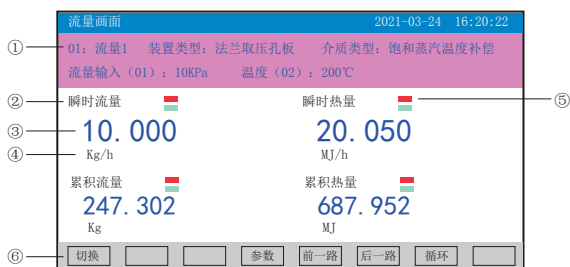 流量画面 2021-03-24 16:20:22
① 01：流量1 装置类型：法兰取压孔板 介质类型：饱和蒸汽温度补偿
流量输入（01）：10KPa 温度（02）：200℃
② 瞬时流量 瞬时热量 ⑤
③ 10.000 20.050
④ Kg/h MJ/h
累积流量 累积热量
247.302 687.952
Kg MJ
⑥ 切换 参数 前一路 后一路 循环